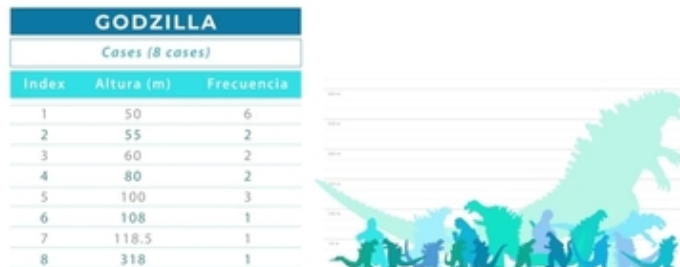 GODZILLA
Cases (8 cases)
Index Altura (m) Frecuencia
1 50 6
2 55 2
3 60 2
4 80 2
5 100 3
6 108 1
7 118.5 1
8 318 1